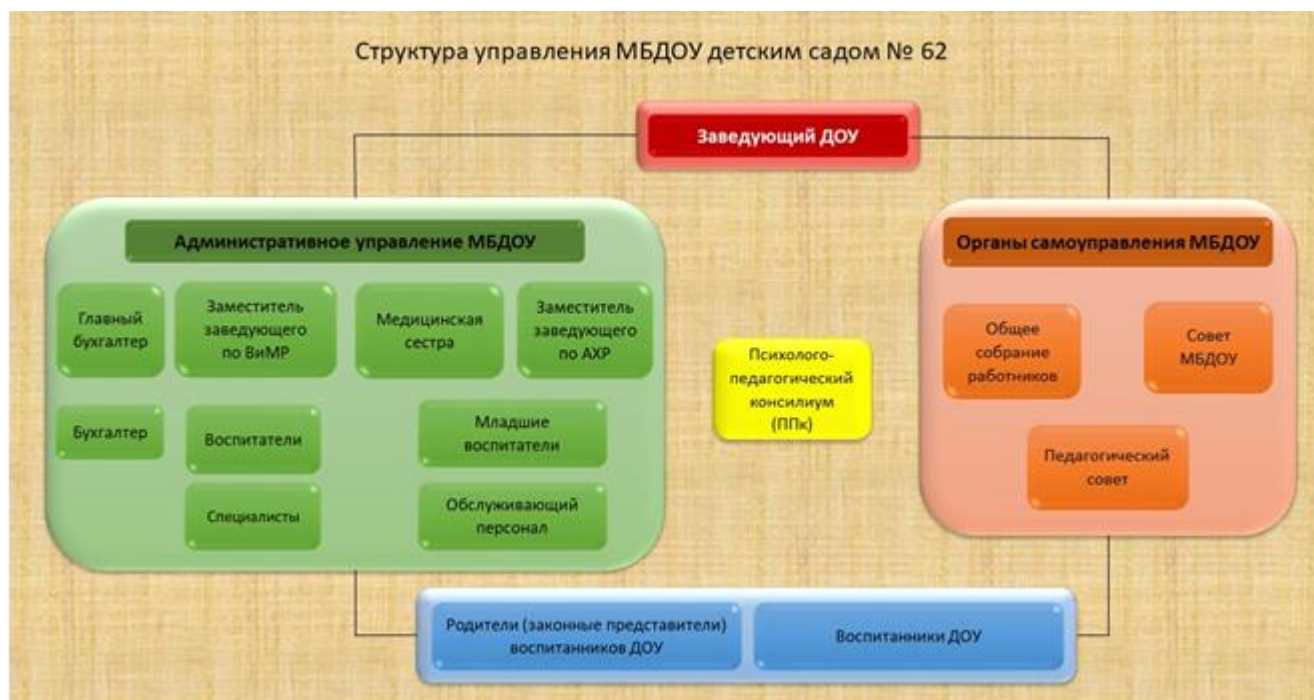 Структура управления МБДОУ детским садом № 62
Заведующий ДОУ
Административное управление МБДОУ
Главный
бухгалтер
Заместитель
заведующего
по ВиМР
Медицинская
сестра
Заместитель
заведующего
по АХР
Бухгалтер
Воспитатели
Младшие
воспитатели
Специалисты
Обслуживающий
персонал
Психолого-
педагогический
консилиум
(ППк)
Органы самоуправления МБДОУ
Общее
собрание
работников
Совет
МБДОУ
Педагогический
совет
Родители (законные представители)
воспитанников ДОУ
Воспитанники ДОУ